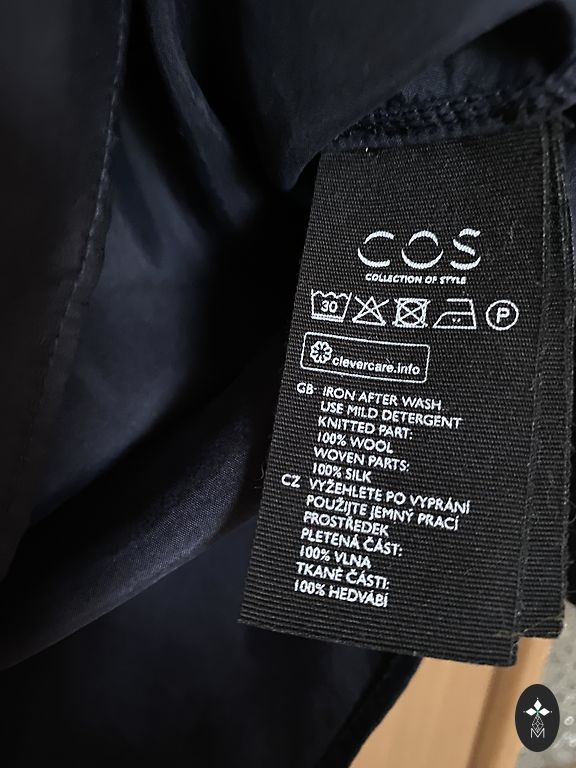 COS
COLLECTION OF STYLE
30
P
clevercare.info
GB IRON AFTER WASH
USE MILD DETERGENT
KNITTED PART:
100% WOOL
WOVEN PARTS:
100% SILK
CZ VYŽEHLETE PO VYPRÁNÍ
POUŽIJTE JEMNÝ PRACÍ
PROSTŘEDEK
PLETENÁ ČÁST:
100% VLNA
TKANÉ ČÁSTI:
100% HEDVÁBÍ
M